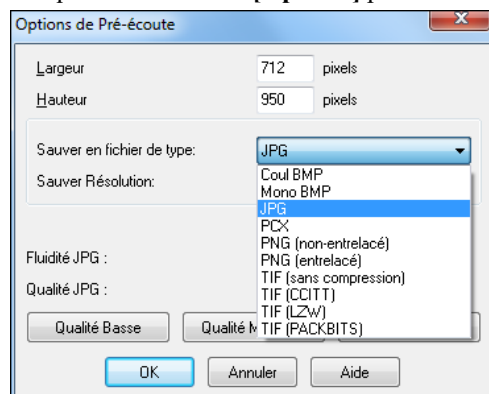 Options de Pré-écoute
Largeur 712 pixels
Hauteur 950 pixels
Sauver en fichier de type: JPG
Sauver Résolution:
Coul BMP
Mono BMP
JPG
PCX
PNG (non-entrelacé)
PNG (entrelacé)
TIF (sans compression)
TIF (CCITT)
TIF (LZW)
TIF (PACKBITS)
Fluidité JPG :
Qualité JPG :
Qualité Basse Qualité
OK Annuler Aide